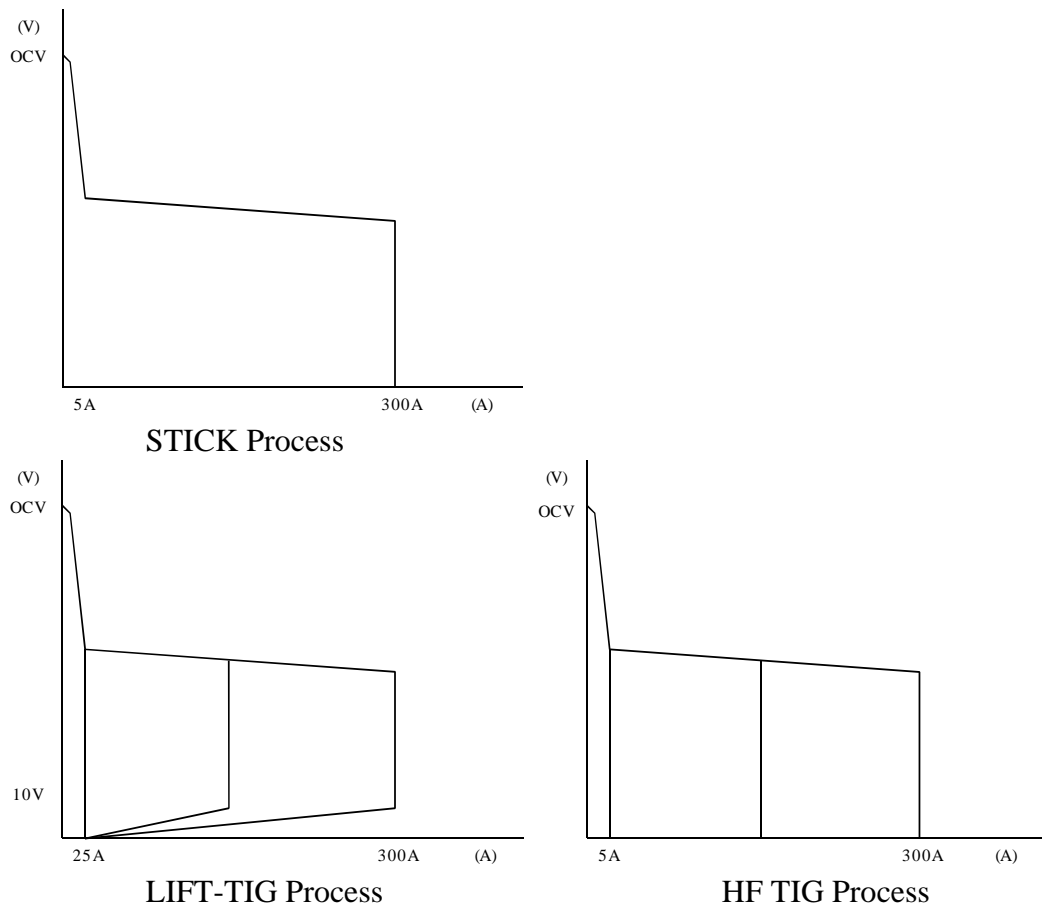 (V)
OCV
5A 300A (A)
STICK Process
(V)
OCV
10V
25A 300A (A)
LIFT-TIG Process
(V)
OCV
5A 300A (A)
HF TIG Process